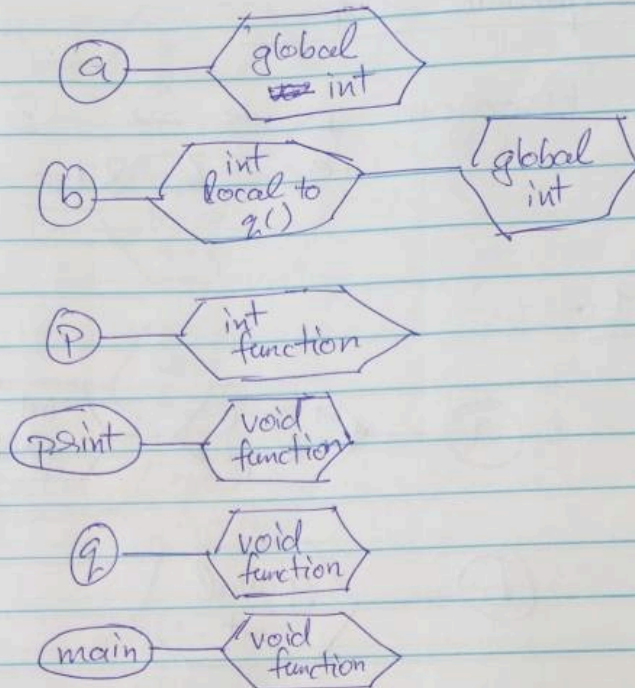 a global
int
b int
local to
q() global
int
p int
function
print void
function
q void
function
main void
function